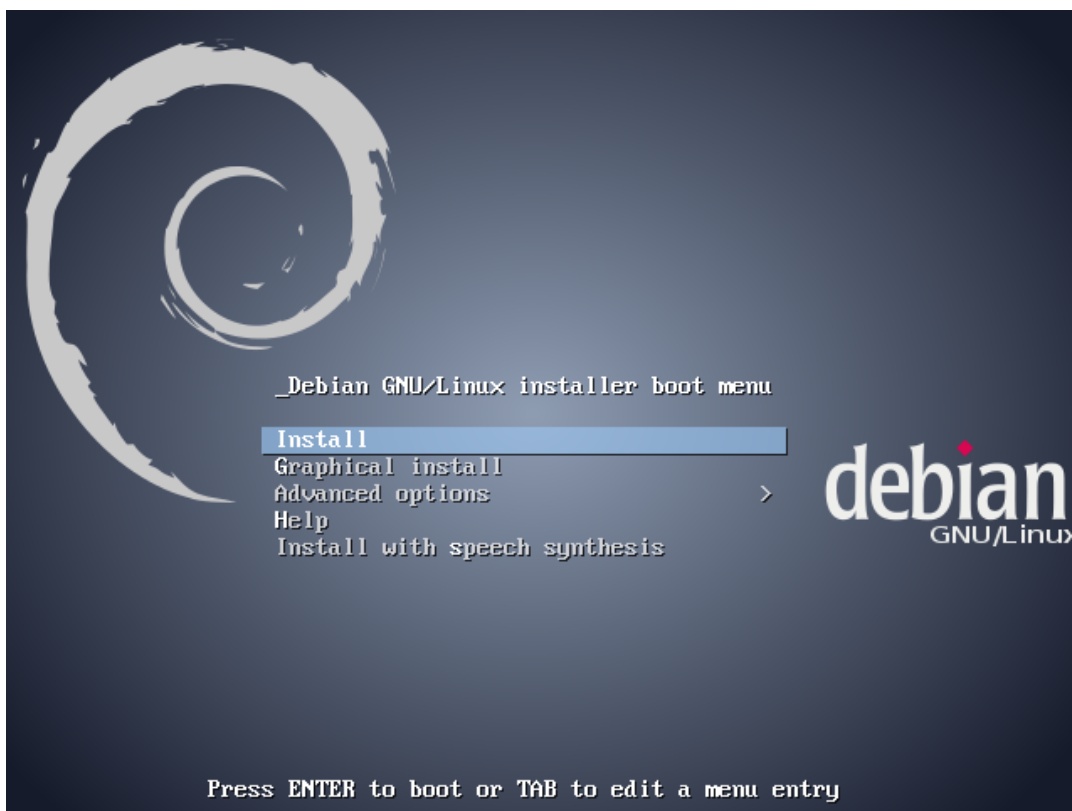 _Debian GNU/Linux installer boot menu
Install
Graphical install
Advanced options >
Help
Install with speech synthesis
debian
GNU/Linux
Press ENTER to boot or TAB to edit a menu entry